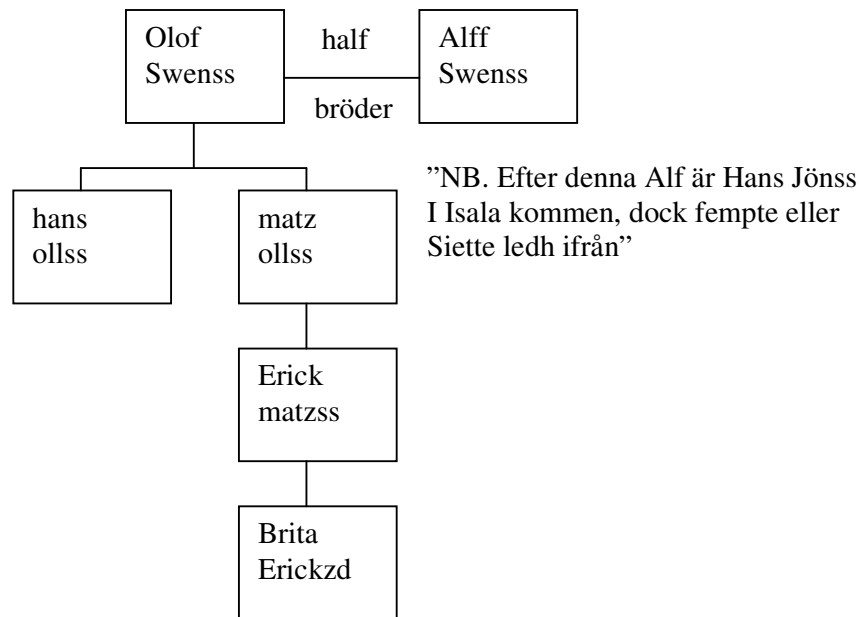 Olof
Swenss
half
bröder
Alff
Swenss
”NB. Efter denna Alf är Hans Jönss
I Isala kommen, dock fempte eller
Siette ledh ifrån”
hans
ollss
matz
ollss
Erick
matzss
Brita
Erickzd